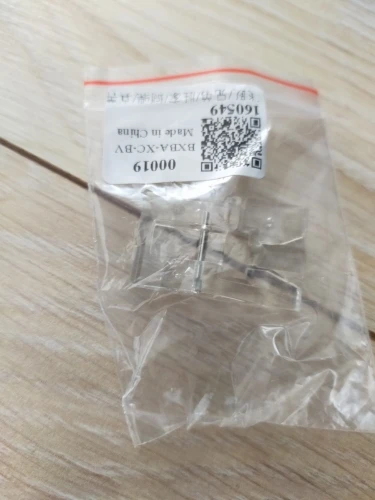 00019
BXBA-XC-BV
Made in China
160549